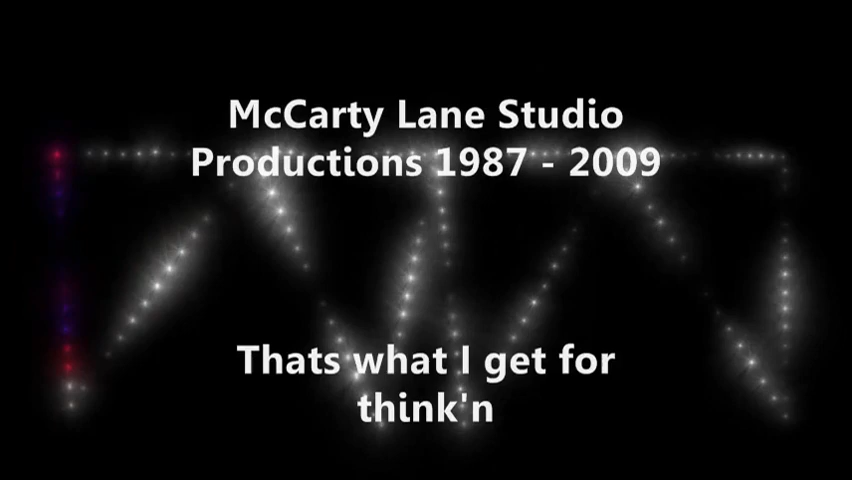 McCarty Lane Studio
Productions 1987 - 2009
Thats what I get for
think'n